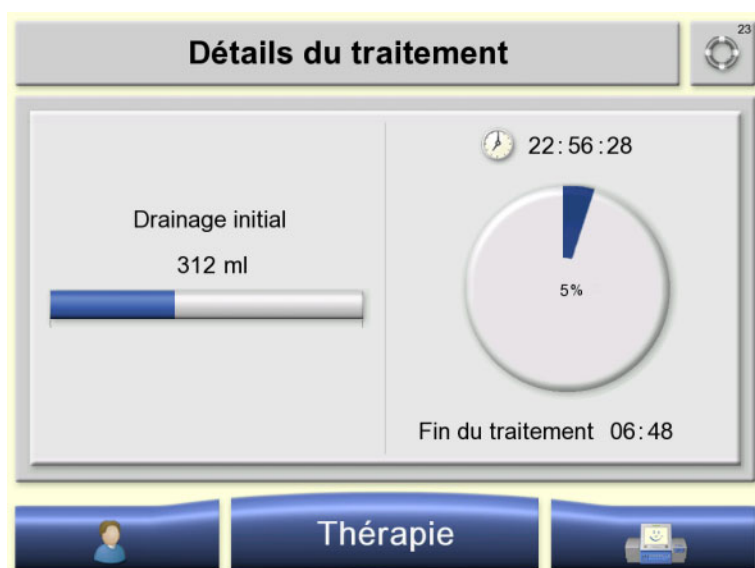 Détails du traitement
23
Drainage initial
312 ml
22:56:28
5%
Fin du traitement 06:48
Thérapie